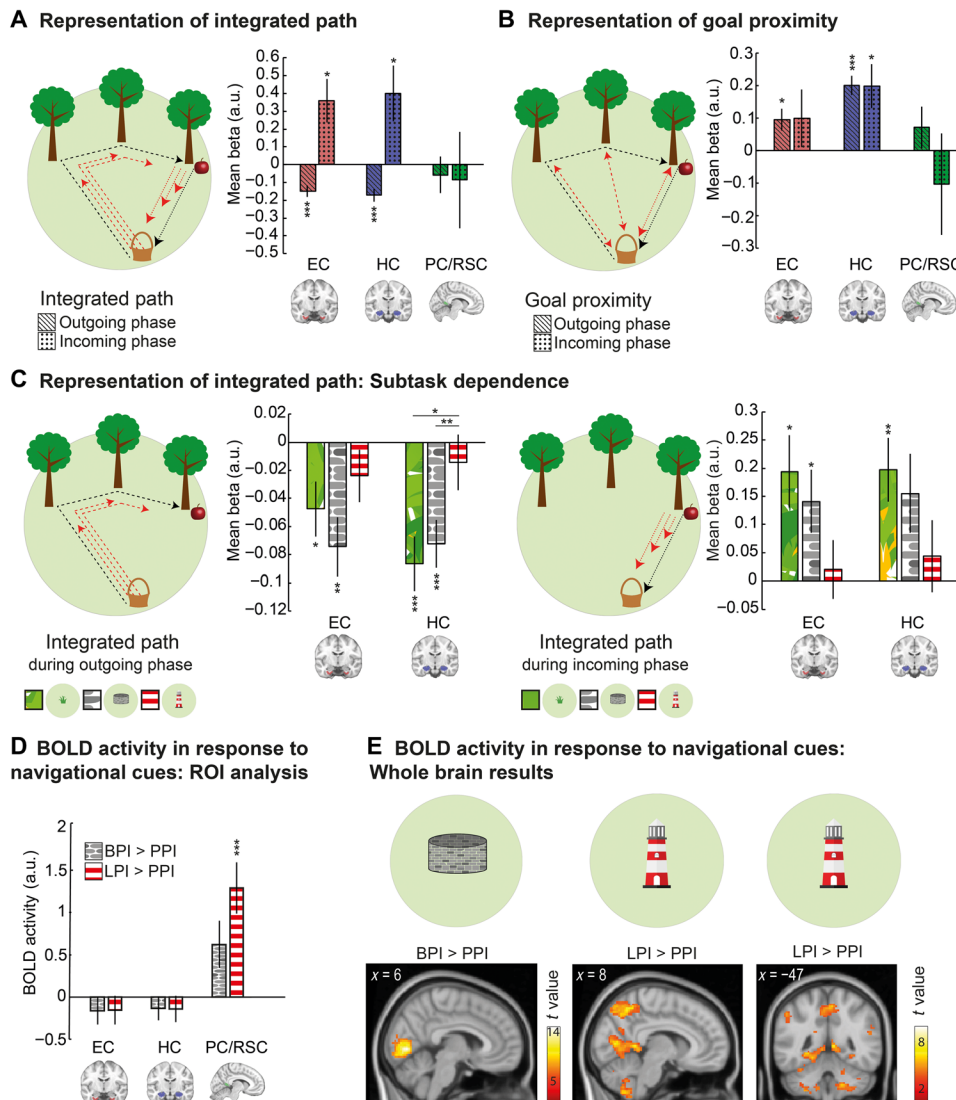 A Representation of integrated path
Mean beta (a.u.)
0.6
0.5
0.4
0.3
0.2
0.1
0
−0.1
−0.2
−0.3
−0.4
−0.5
*
*
***
***
EC
HC
PC/RSC
Integrated path
Outgoing phase
Incoming phase
B Representation of goal proximity
Mean beta (a.u.)
0.3
0.2
0.1
0
−0.1
−0.2
−0.3
*
***
*
EC
HC
PC/RSC
Goal proximity
Outgoing phase
Incoming phase
C Representation of integrated path: Subtask dependence
Mean beta (a.u.)
0.02
0
−0.02
−0.04
−0.06
−0.08
−0.1
−0.12
*
**
*
**
***
***
EC
HC
Integrated path
during outgoing phase
Mean beta (a.u.)
0.3
0.25
0.2
0.15
0.1
0.05
0
−0.05
*
*
**
EC
HC
Integrated path
during incoming phase
D BOLD activity in response to
navigational cues: ROI analysis
BOLD activity (a.u.)
2
1.5
1
0.5
0
−0.5
BPI > PPI
LPI > PPI
***
EC
HC
PC/RSC
E BOLD activity in response to navigational cues:
Whole brain results
BPI > PPI
LPI > PPI
LPI > PPI
x = 6
14
5
t value
x = 8
x = −47
8
2
t value